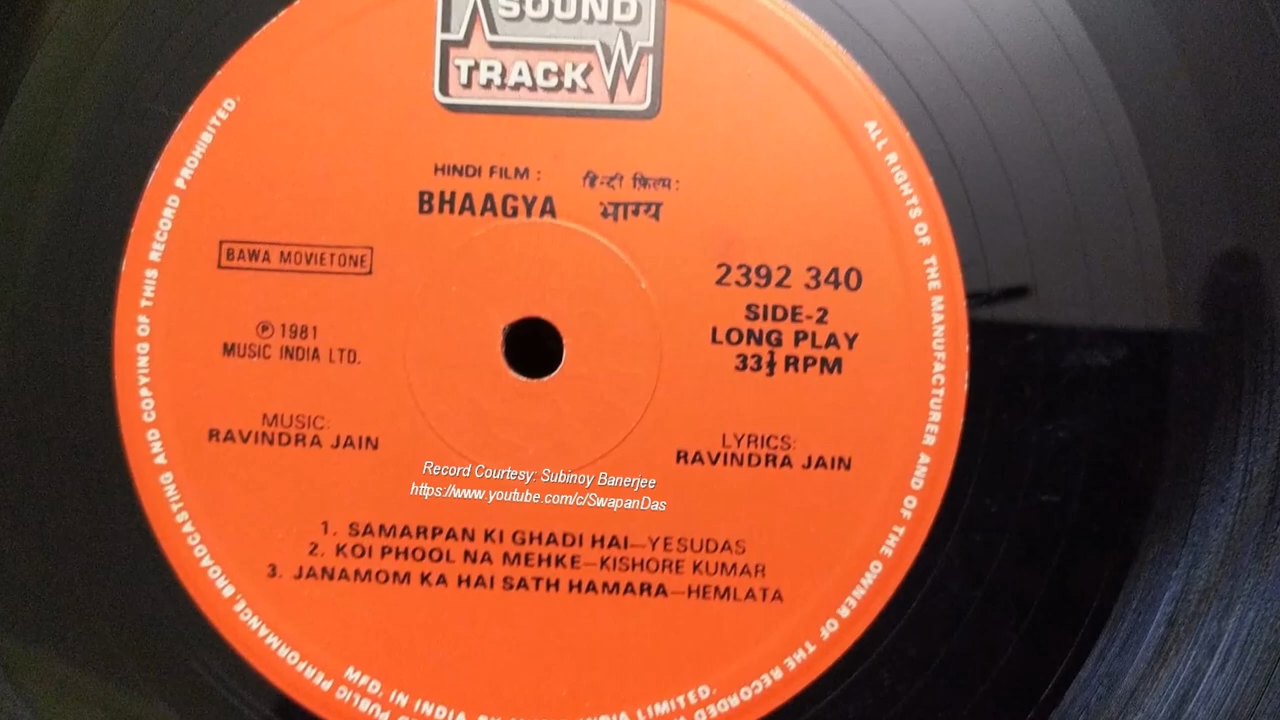 SOUND
TRACK
HINDI FILM : हिन्दी फ़िल्म:
BHAAGYA भाग्य
BAWA MOVIETONE
2392 340
SIDE-2
LONG PLAY
33⅓ RPM
Ⓟ 1981
MUSIC INDIA LTD.
MUSIC:
RAVINDRA JAIN
LYRICS:
RAVINDRA JAIN
Record Courtesy: Subinoy Banerjee
https://www.youtube.com/c/SwapanDas
1. SAMARPAN KI GHADI HAI—YESUDAS
2. KOI PHOOL NA MEHKE—KISHORE KUMAR
3. JANAMOM KA HAI SATH HAMARA—HEMLATA
ALL RIGHTS OF THE MANUFACTURER AND OF THE OWNER OF THE RECORDED
PUBLIC PERFORMANCE, BROADCASTING AND COPYING OF THIS RECORD PROHIBITED.
MFD. IN INDIA LIMITED.